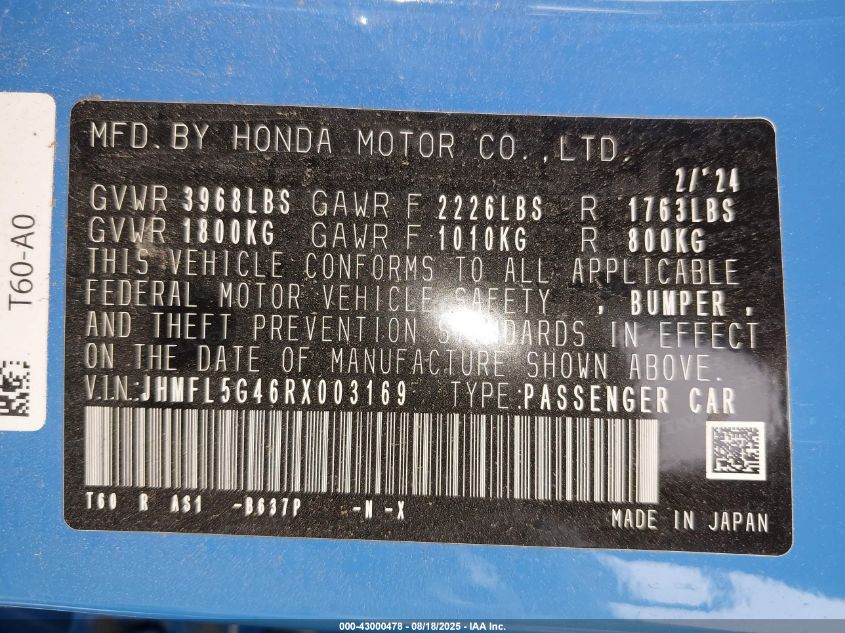 MFD. BY HONDA MOTOR CO., LTD.
2/'24
GVWR 3968LBS GAWR F 2226LBS R 1763LBS
GVWR 1800KG GAWR F 1010KG R 800KG
THIS VEHICLE CONFORMS TO ALL APPLICABLE
FEDERAL MOTOR VEHICLE SAFETY , BUMPER ,
AND THEFT PREVENTION STANDARDS IN EFFECT
ON THE DATE OF MANUFACTURE SHOWN ABOVE.
V.I.N:JHMFL5G46RX003169 TYPE:PASSENGER CAR
T60 R AS1 -B637P -N -X
MADE IN JAPAN
T60-A0
000-43000478 - 08/18/2025 - IAA Inc.